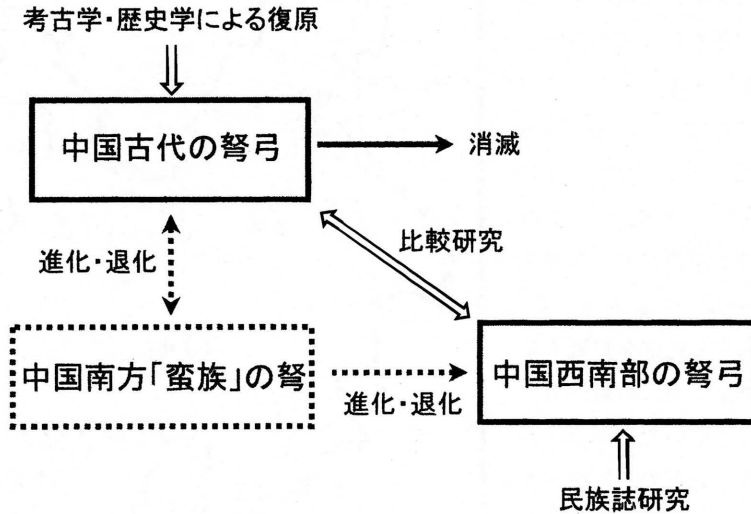 考古学・歴史学による復原
中国古代の弩弓
消滅
進化・退化
比較研究
中国南方「蛮族」の弩
進化・退化
中国西南部の弩弓
民族誌研究